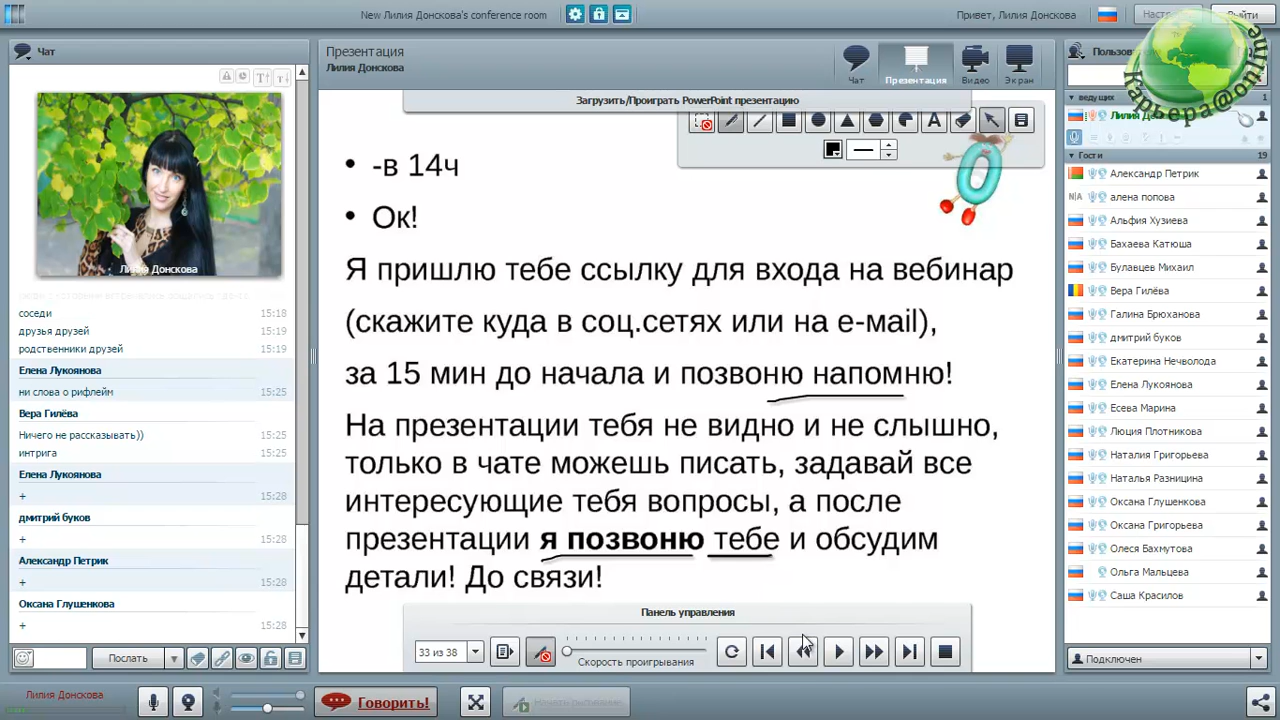 New Лилия Донскова's conference room
Привет, Лилия Донскова
Выйти
Чат
Лилия Донскова
соседи 15:18
друзья друзей 15:19
родственники друзей 15:19
Елена Лукоянова
ни слова о рифлейм 15:25
Вера Гилёва
Ничего не рассказывать)) 15:25
интрига 15:25
Елена Лукоянова
+ 15:28
дмитрий буков
+ 15:28
Александр Петрик
+ 15:28
Оксана Глушенкова
+ 15:28
Послать
Презентация
Лилия Донскова
Чат
Презентация
Видео
Экран
Загрузить/Проиграть PowerPoint презентацию
• -в 14ч
• Ок!
Я пришлю тебе ссылку для входа на вебинар
(скажите куда в соц.сетях или на e-маil),
за 15 мин до начала и позвоню напомню!
На презентации тебя не видно и не слышно,
только в чате можешь писать, задавай все
интересующие тебя вопросы, а после
презентации я позвоню тебе и обсудим
детали! До связи!
Панель управления
33 из 38
Скорость проигрывания
Карьера@online
ведущих 1
Гости 19
Александр Петрик
N/A алена попова
Альфия Хузиева
Бахаева Катюша
Булавцев Михаил
Вера Гилёва
Галина Брюханова
дмитрий буков
Екатерина Нечволода
Елена Лукоянова
Есева Марина
Люция Плотникова
Наталия Григорьева
Наталья Разницина
Оксана Глушенкова
Оксана Григорьева
Олеся Бахмутова
Ольга Мальцева
Саша Красилов
Подключен
Лилия Донскова
Говорить!